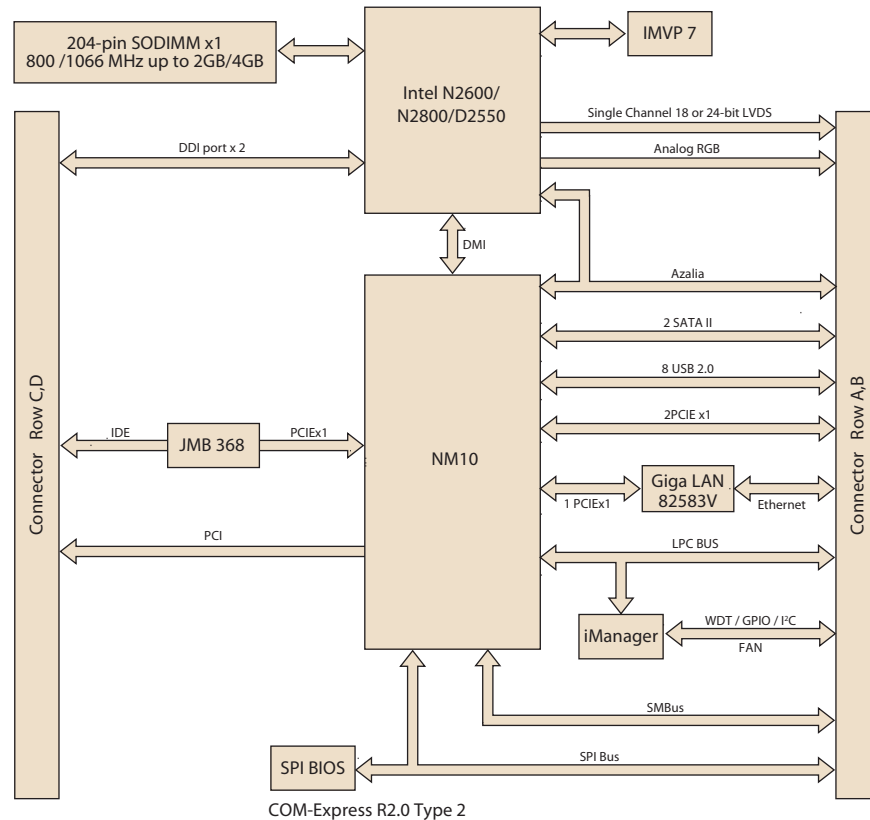 204-pin SODIMM x1
800 /1066 MHz up to 2GB/4GB
Intel N2600/
N2800/D2550
IMVP 7
Single Channel 18 or 24-bit LVDS
Analog RGB
DDI port x 2
DMI
Azalia
2 SATA II
8 USB 2.0
2PCIE x1
Connector Row C,D
IDE
JMB 368
PCIEx1
NM10
1 PCIEx1
Giga LAN
82583V
Ethernet
Connector Row A,B
PCI
LPC BUS
iManager
WDT / GPIO / I²C
FAN
SMBus
SPI BIOS
SPI Bus
COM-Express R2.0 Type 2